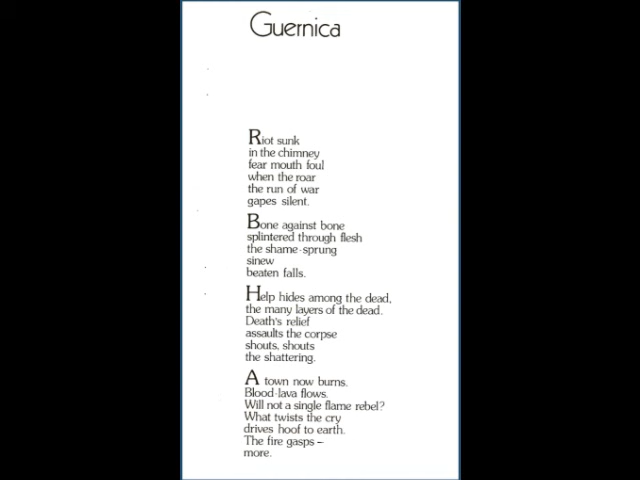 Guernica
Riot sunk
in the chimney
fear mouth foul
when the roar
the run of war
gapes silent.
Bone against bone
splintered through flesh
the shame-sprung
sinew
beaten falls.
Help hides among the dead,
the many layers of the dead.
Death's relief
assaults the corpse
shouts, shouts
the shattering.
A town now burns.
Blood-lava flows.
Will not a single flame rebel?
What twists the cry
drives hoof to earth.
The fire gasps –
more.